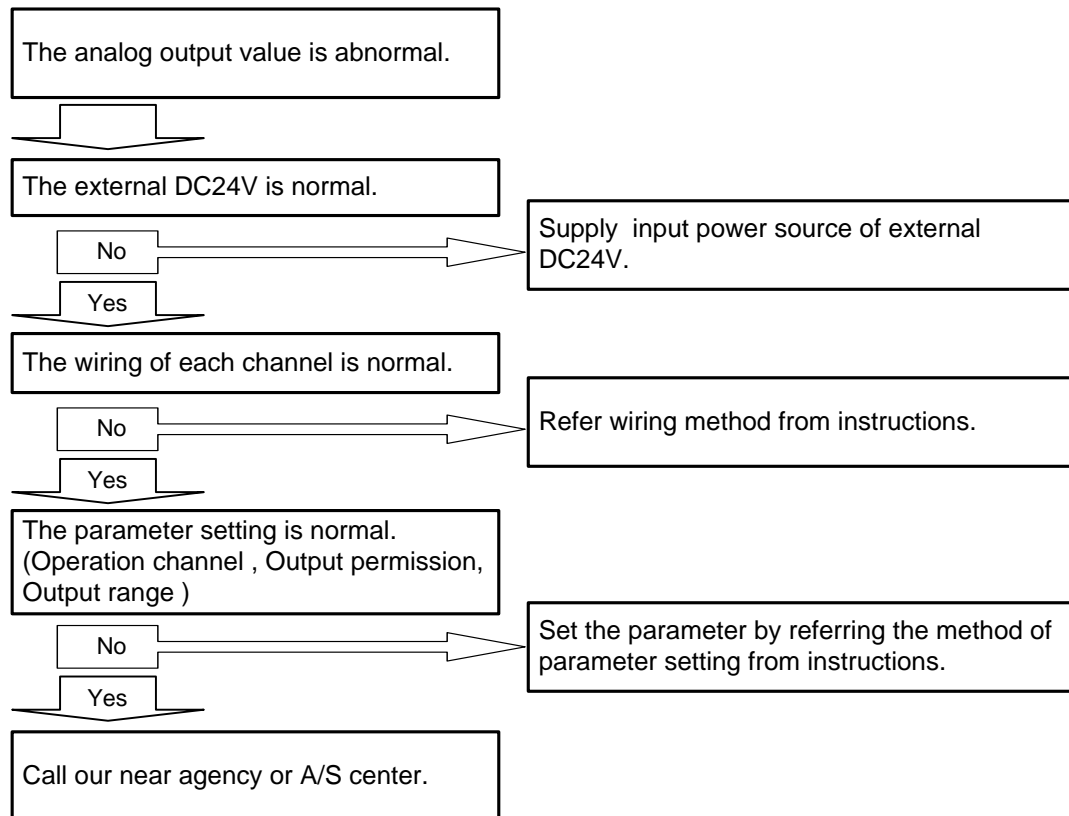 The analog output value is abnormal.
The external DC24V is normal.
No
Supply  input power source of external
DC24V.
Yes
The wiring of each channel is normal.
No
Refer wiring method from instructions.
Yes
The parameter setting is normal.
(Operation channel , Output permission,
Output range )
No
Set the parameter by referring the method of
parameter setting from instructions.
Yes
Call our near agency or A/S center.